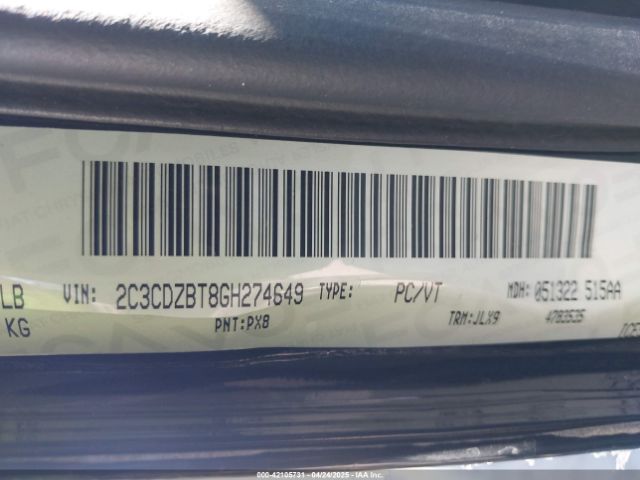 LB VIN: 2C3CDZBT8GH274649 TYPE: PC/VT MDH: 051322 515AA
KG PNT:PX8 TRM:JLX9 4783535
000-42105731 - 04/24/2025 - IAA Inc.